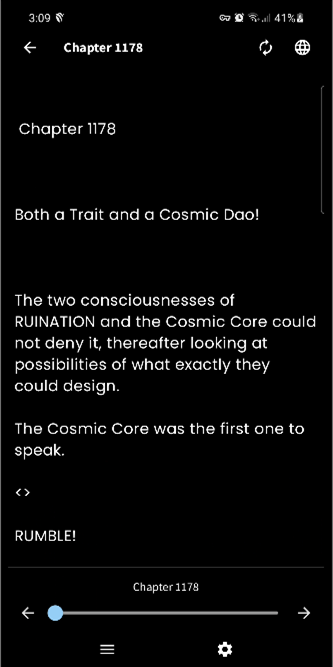 3:09 41%
Chapter 1178
Chapter 1178
Both a Trait and a Cosmic Dao!
The two consciousnesses of
RUINATION and the Cosmic Core could
not deny it, thereafter looking at
possibilities of what exactly they
could design.
The Cosmic Core was the first one to
speak.
<>
RUMBLE!
Chapter 1178